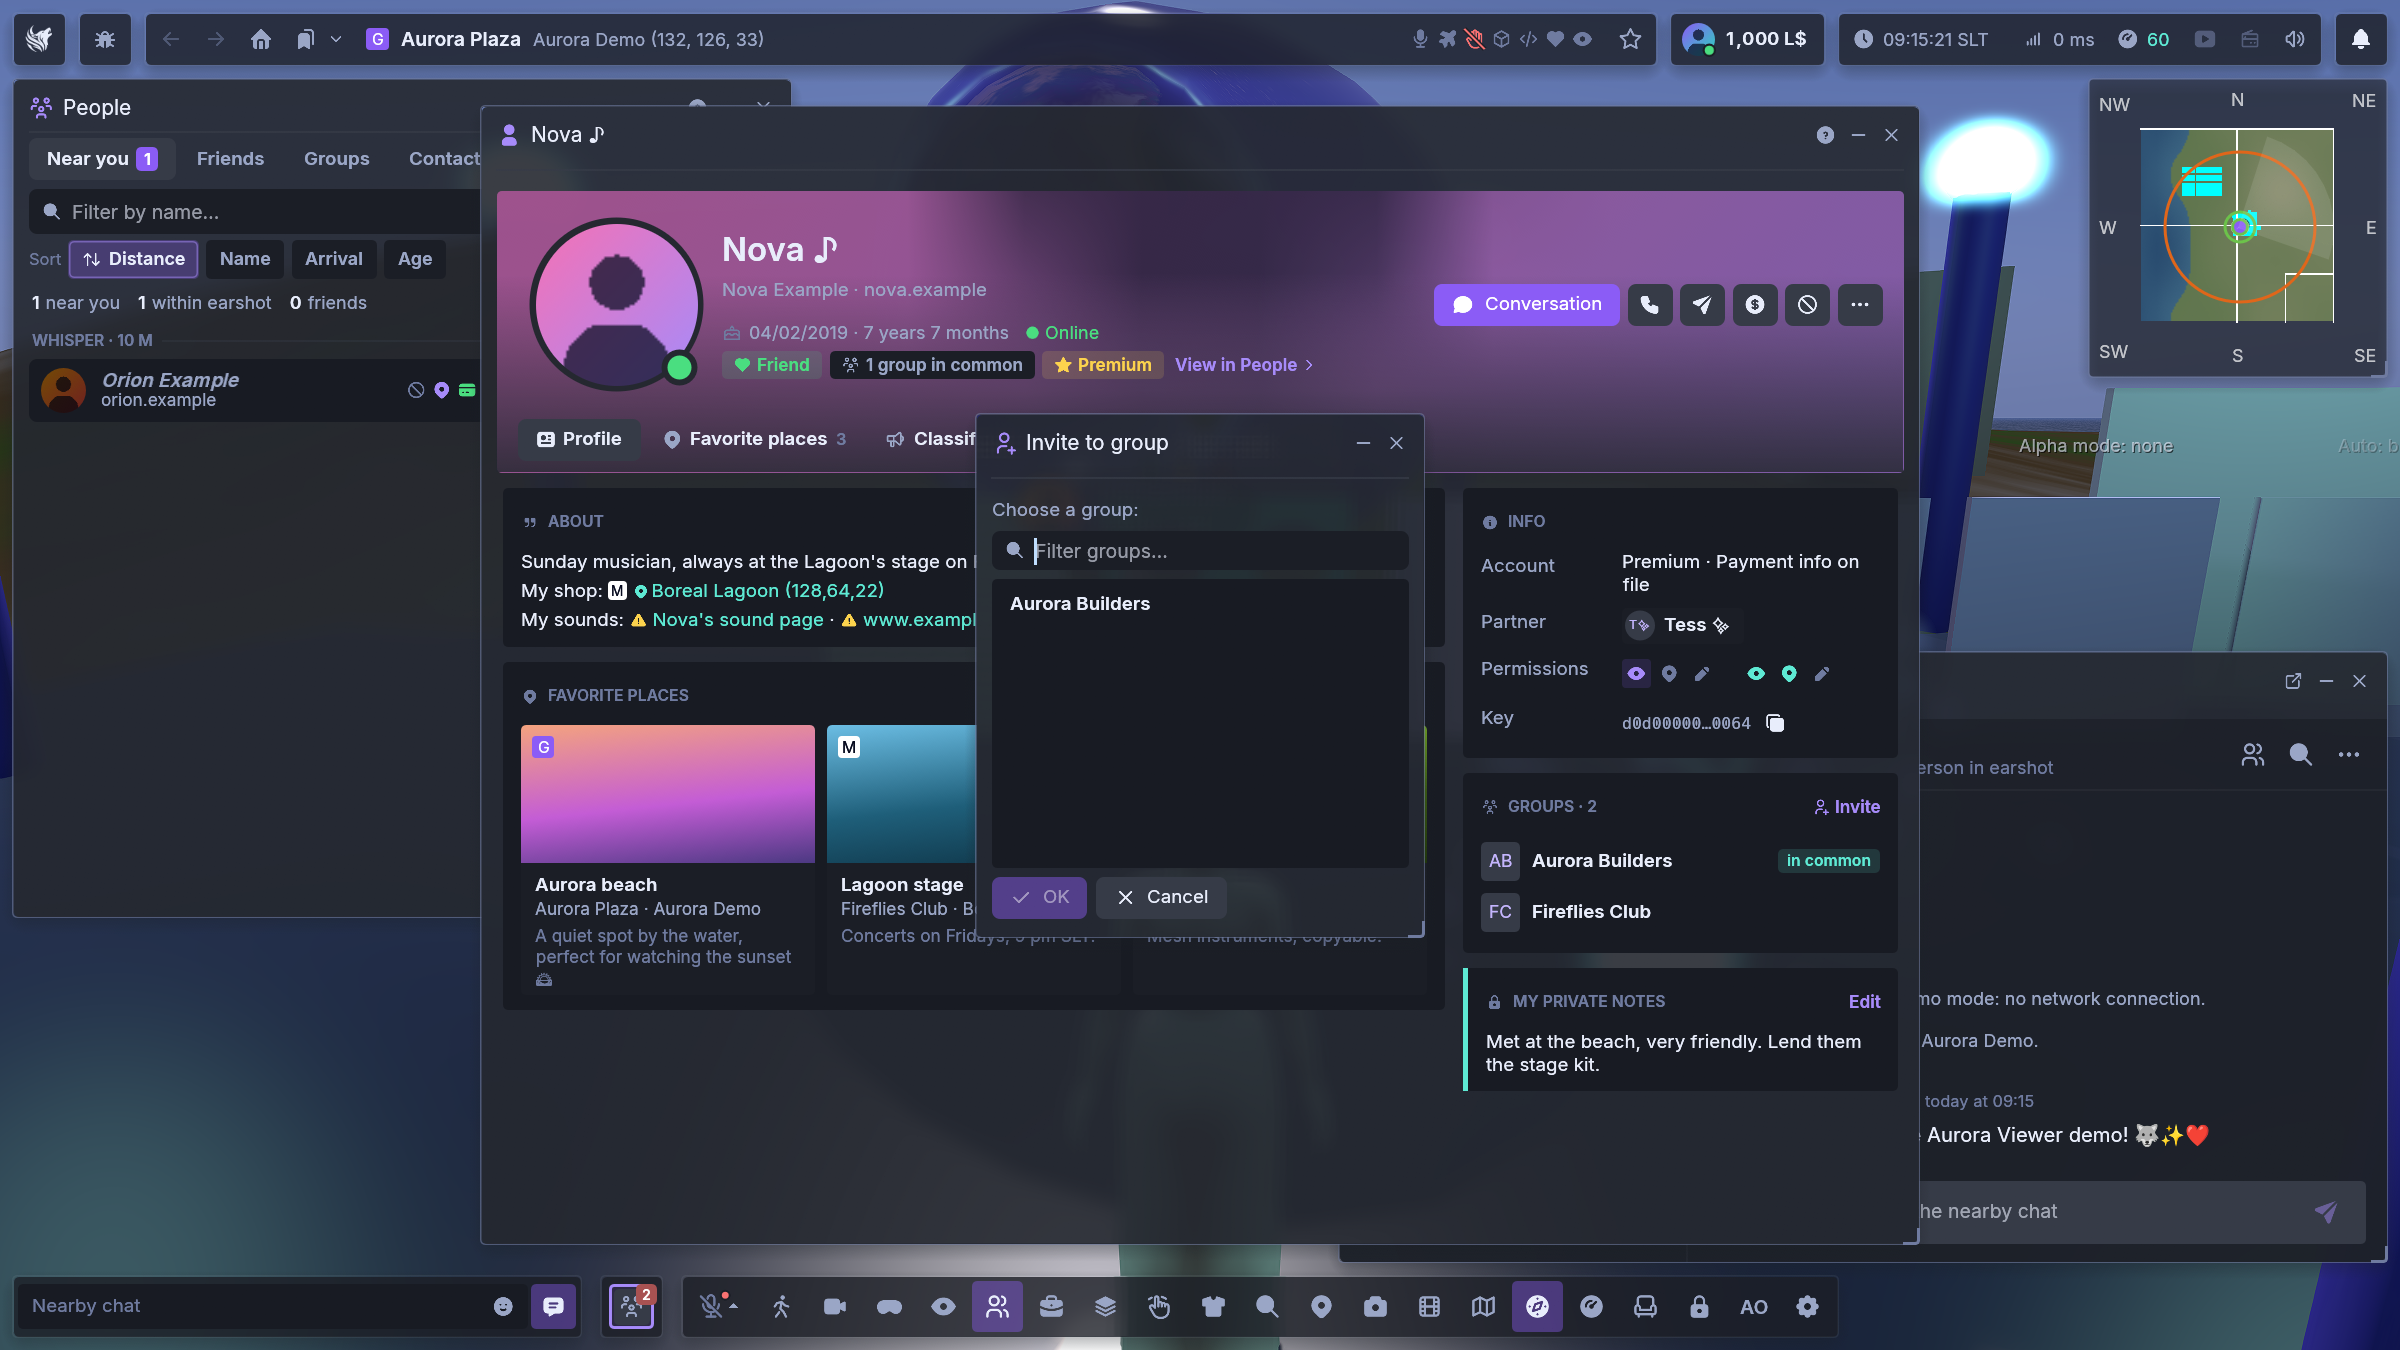 G Aurora Plaza Aurora Demo (132, 126, 33)
1,000 L$
09:15:21 SLT 0 ms 60
People
Near you 1 Friends Groups Contact
Filter by name...
Sort Distance Name Arrival Age
1 near you 1 within earshot 0 friends
WHISPER · 10 M
Orion Example
orion.example
Nova ♪
Nova ♪
Nova Example · nova.example
04/02/2019 · 7 years 7 months Online
Friend 1 group in common Premium View in People
Conversation
Profile Favorite places 3 Classif
ABOUT
Sunday musician, always at the Lagoon's stage on
My shop: M Boreal Lagoon (128,64,22)
My sounds: Nova's sound page · www.exampl
FAVORITE PLACES
G
M
Aurora beach
Aurora Plaza · Aurora Demo
A quiet spot by the water,
perfect for watching the sunset
Lagoon stage
Fireflies Club · B
Concerts on Fridays, 9 pm SLT.
Mesh instruments, copyable.
Invite to group
Choose a group:
Filter groups...
Aurora Builders
OK Cancel
INFO
Account Premium · Payment info on
file
Partner T Tess
Permissions
Key d0d00000…0064
GROUPS · 2 Invite
AB Aurora Builders in common
FC Fireflies Club
MY PRIVATE NOTES Edit
Met at the beach, very friendly. Lend them
the stage kit.
NW N NE
W E
SW S SE
Alpha mode: none Auto: b
erson in earshot
mo mode: no network connection.
Aurora Demo.
today at 09:15
Aurora Viewer demo! 🐺✨❤️
he nearby chat
Nearby chat
2
AO